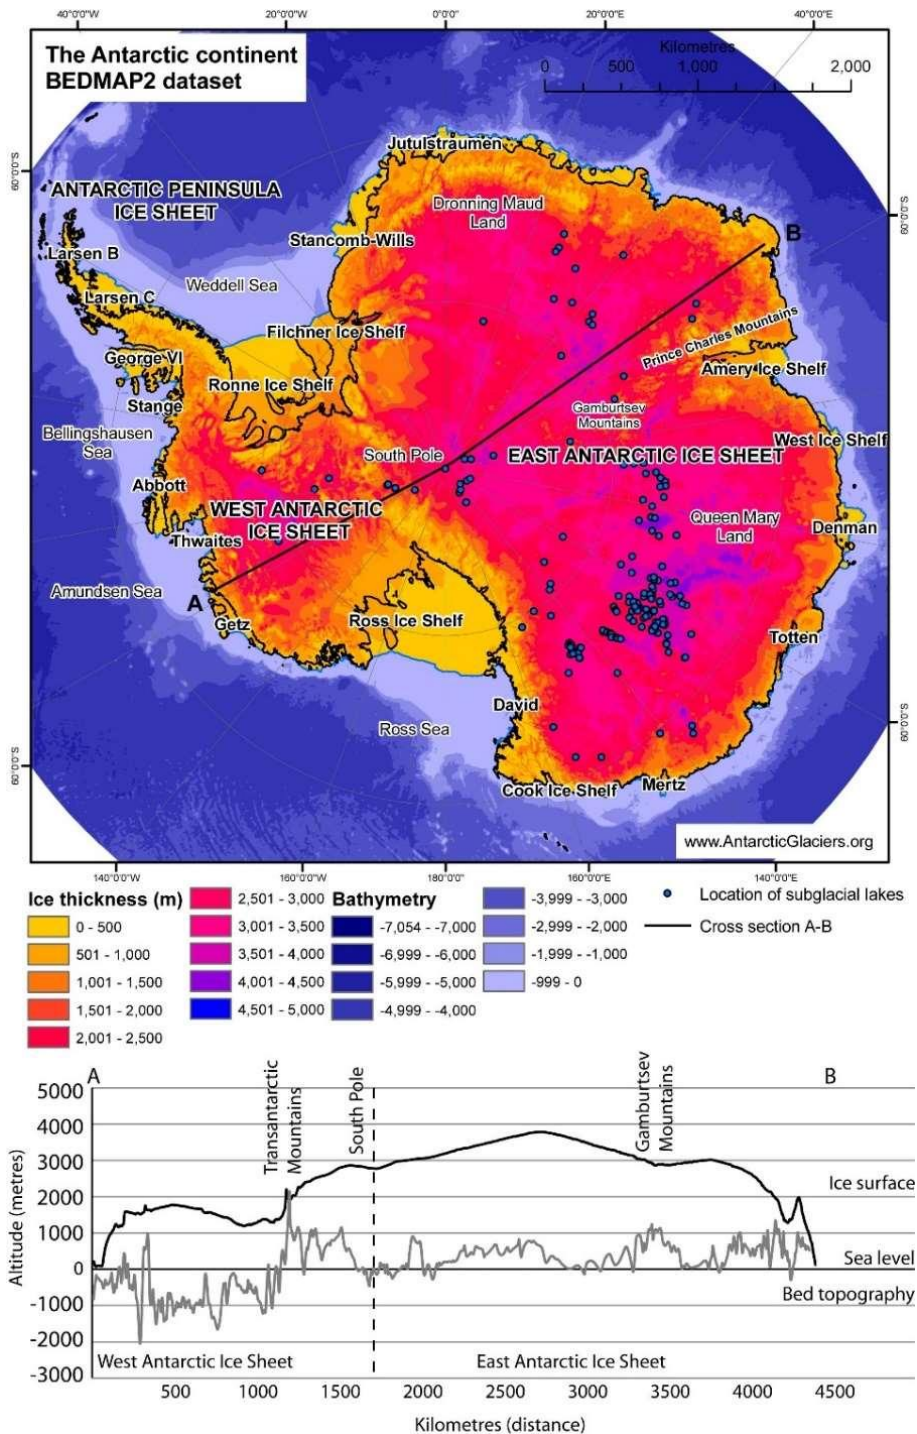 40°0'0"W
20°0'0"W
0°0'0"
20°0'0"E
40°0'0"E
The Antarctic continent
BEDMAP2 dataset
Kilometres
0 500 1,000 2,000
60°0'0"S
60°0'0"S
Jutulstraumen
ANTARCTIC PENINSULA
ICE SHEET
Dronning Maud
Land
B
Stancomb-Wills
Larsen B
Weddell Sea
Larsen C
Filchner Ice Shelf
Prince Charles Mountains
George VI
Amery Ice Shelf
Ronne Ice Shelf
Stange
Gamburtsev
Mountains
Bellingshausen
Sea
West Ice Shelf
South Pole
EAST ANTARCTIC ICE SHEET
Abbott
WEST ANTARCTIC
ICE SHEET
Queen Mary
Land
Denman
Thwaites
Amundsen Sea
A
Getz
Ross Ice Shelf
Totten
David
Ross Sea
60°0'0"S
60°0'0"S
Cook Ice Shelf
Mertz
www.AntarcticGlaciers.org
140°0'0"W
160°0'0"W
180°0'0"
160°0'0"E
140°0'0"E
Ice thickness (m)
0 - 500
501 - 1,000
1,001 - 1,500
1,501 - 2,000
2,001 - 2,500
2,501 - 3,000
3,001 - 3,500
3,501 - 4,000
4,001 - 4,500
4,501 - 5,000
Bathymetry
-7,054 - -7,000
-6,999 - -6,000
-5,999 - -5,000
-4,999 - -4,000
-3,999 - -3,000
-2,999 - -2,000
-1,999 - -1,000
-999 - 0
Location of subglacial lakes
Cross section A-B
A
B
Transantarctic
Mountains
South Pole
Gamburtsev
Mountains
5000
4000
3000
2000
1000
0
-1000
-2000
-3000
Altitude (metres)
Ice surface
Sea level
Bed topography
West Antarctic Ice Sheet
East Antarctic Ice Sheet
500 1000 1500 2000 2500 3000 3500 4000 4500
Kilometres (distance)